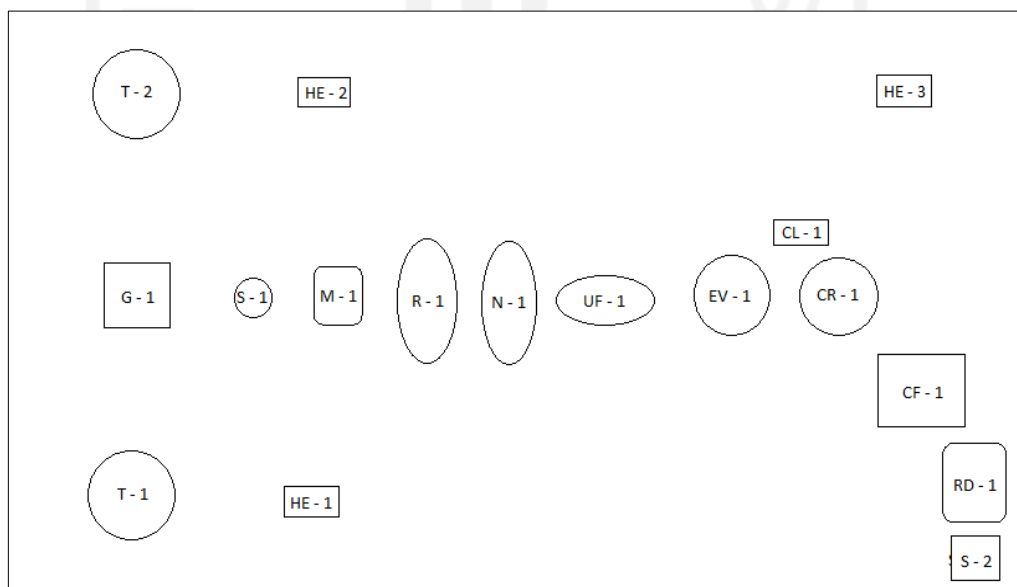 T - 2
HE - 2
HE - 3
CL - 1
G - 1
S - 1
M - 1
R - 1
N - 1
UF - 1
EV - 1
CR - 1
CF - 1
T - 1
HE - 1
RD - 1
S - 2